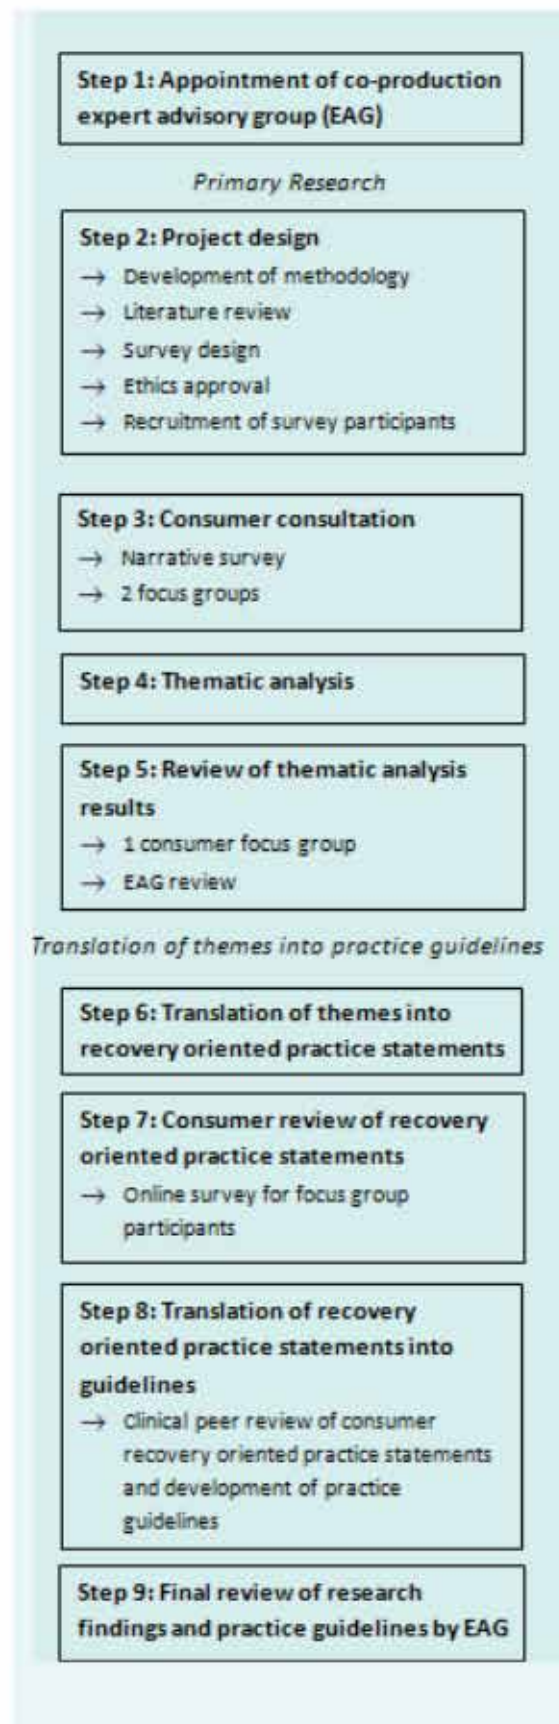 Step 1: Appointment of co-production
expert advisory group (EAG)
Primary Research
Step 2: Project design
→ Development of methodology
→ Literature review
→ Survey design
→ Ethics approval
→ Recruitment of survey participants
Step 3: Consumer consultation
→ Narrative survey
→ 2 focus groups
Step 4: Thematic analysis
Step 5: Review of thematic analysis
results
→ 1 consumer focus group
→ EAG review
Translation of themes into practice guidelines
Step 6: Translation of themes into
recovery oriented practice statements
Step 7: Consumer review of recovery
oriented practice statements
→ Online survey for focus group
participants
Step 8: Translation of recovery
oriented practice statements into
guidelines
→ Clinical peer review of consumer
recovery oriented practice statements
and development of practice
guidelines
Step 9: Final review of research
findings and practice guidelines by EAG